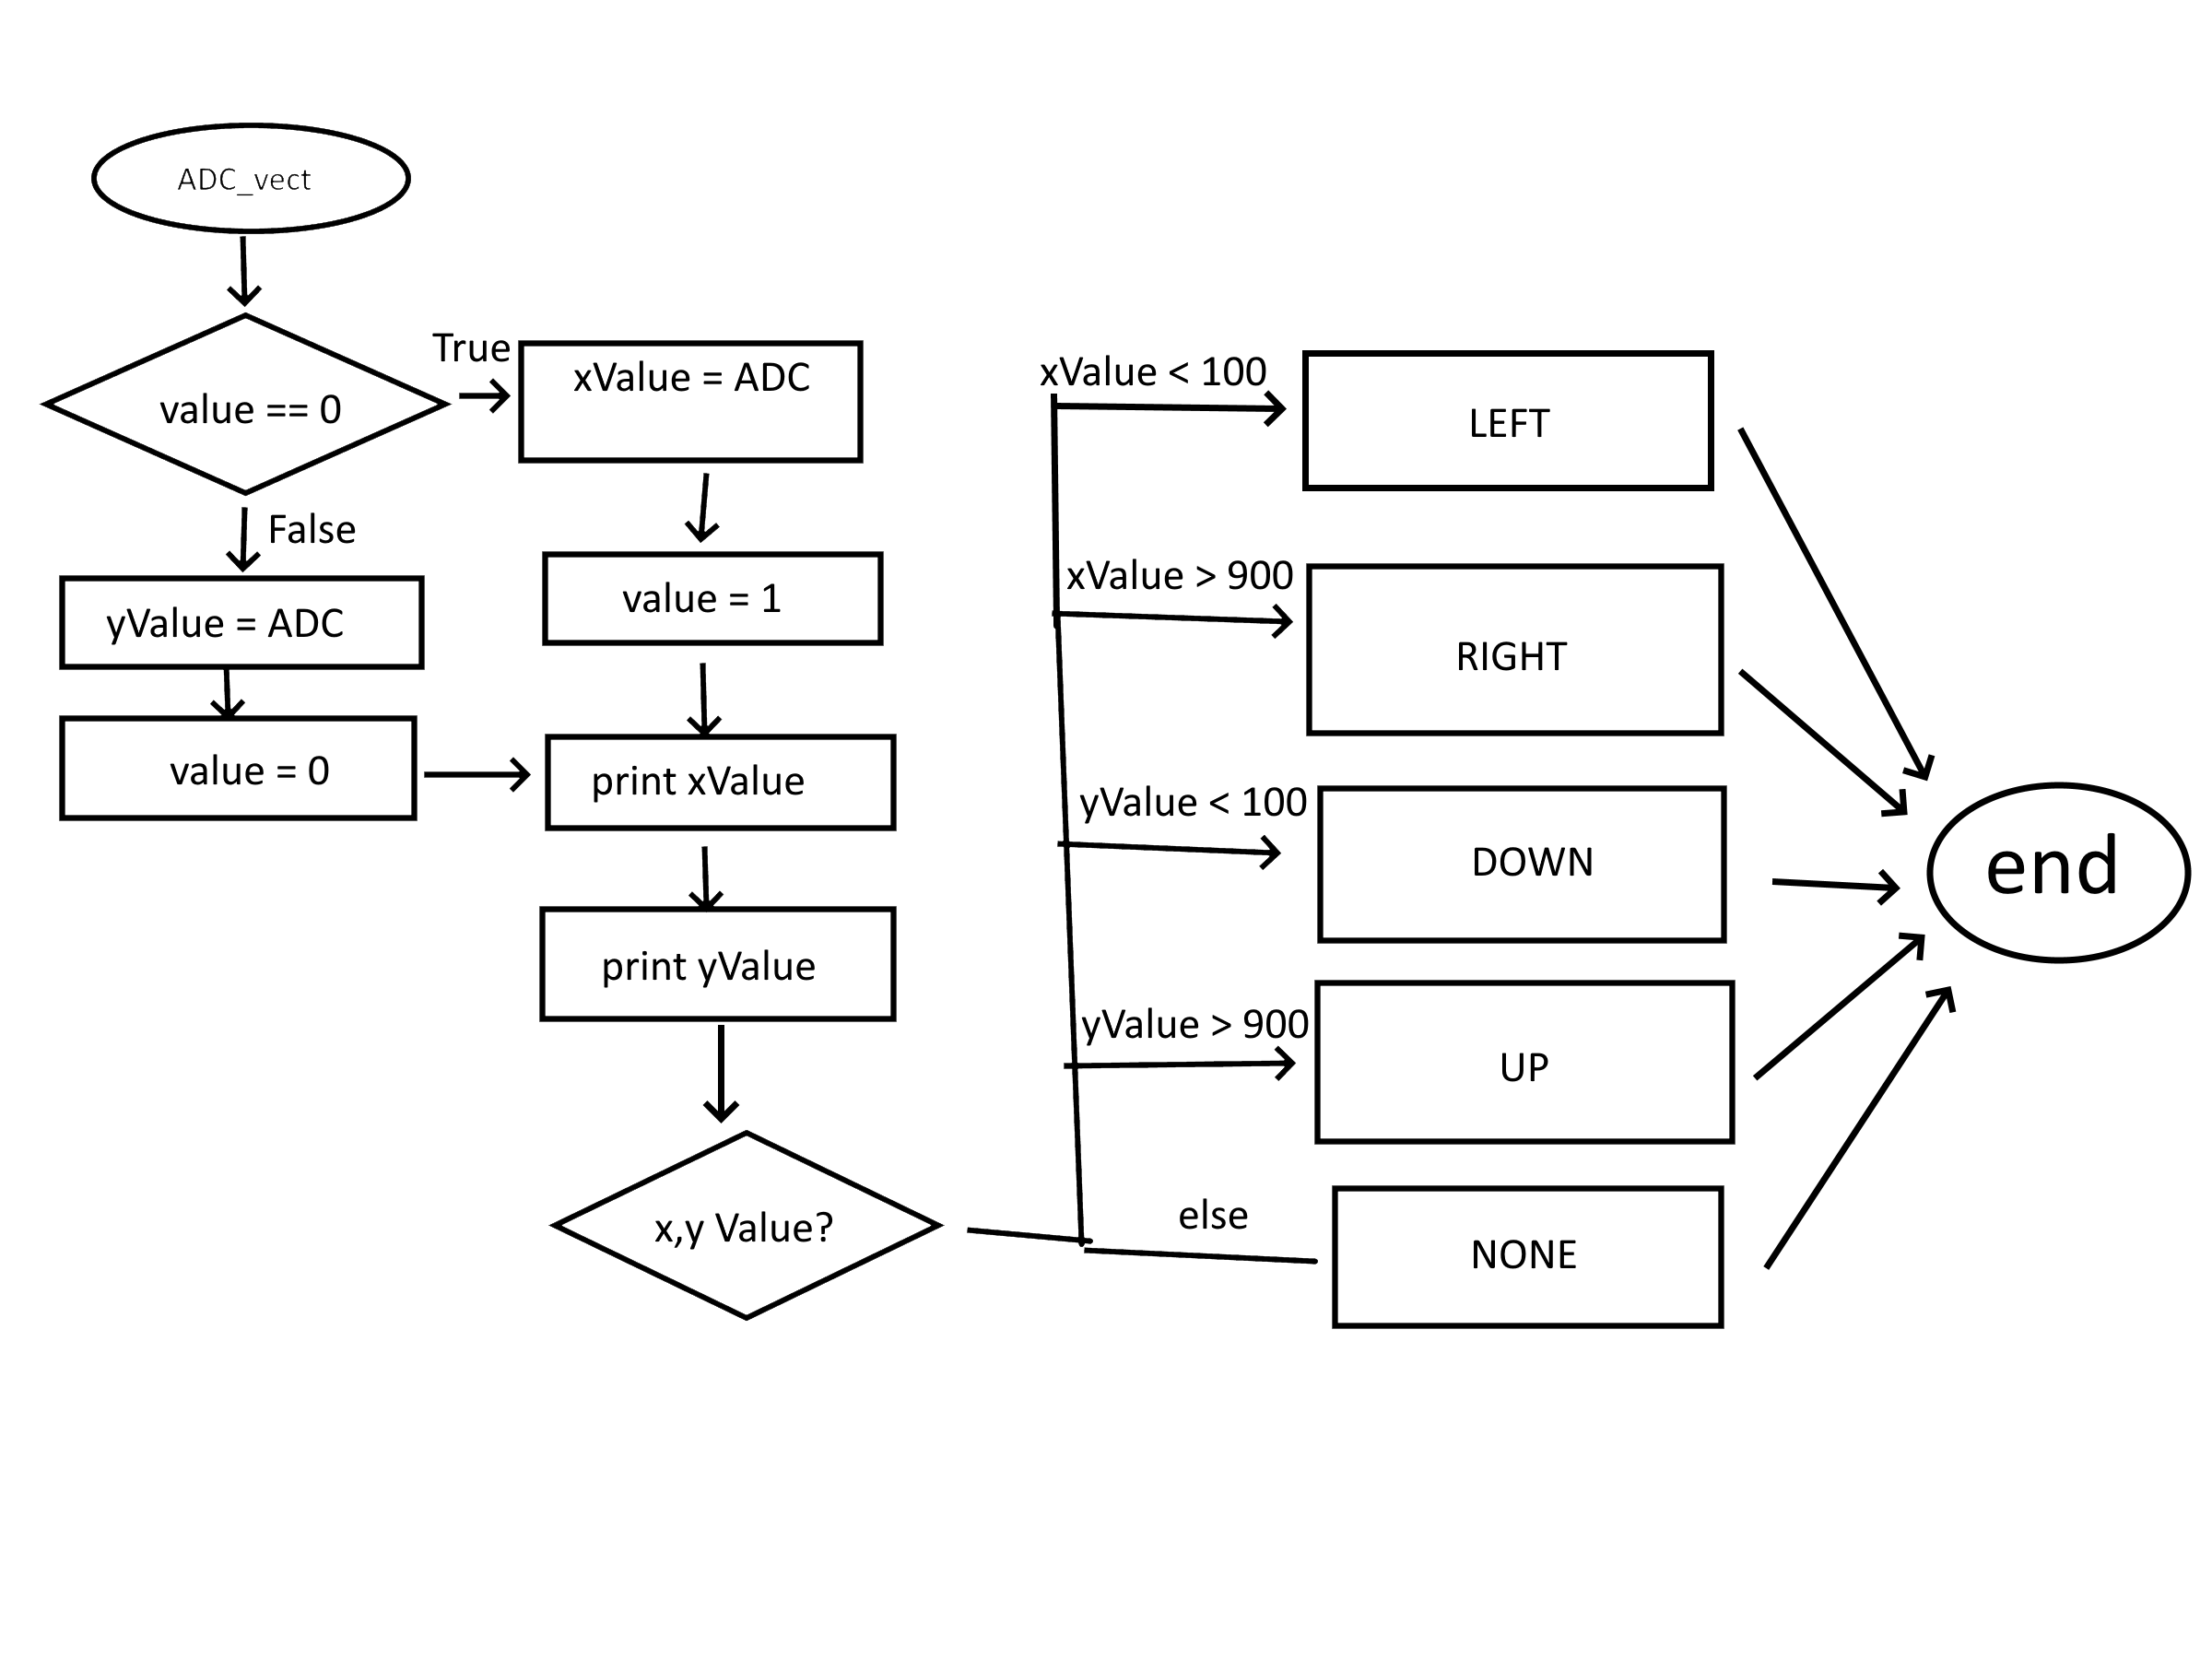 ADC_vect
value == 0
True
xValue = ADC
False
yValue = ADC
value = 0
value = 1
print xValue
print yValue
x,y Value?
xValue < 100
LEFT
xValue > 900
RIGHT
yValue < 100
DOWN
yValue > 900
UP
else
NONE
end